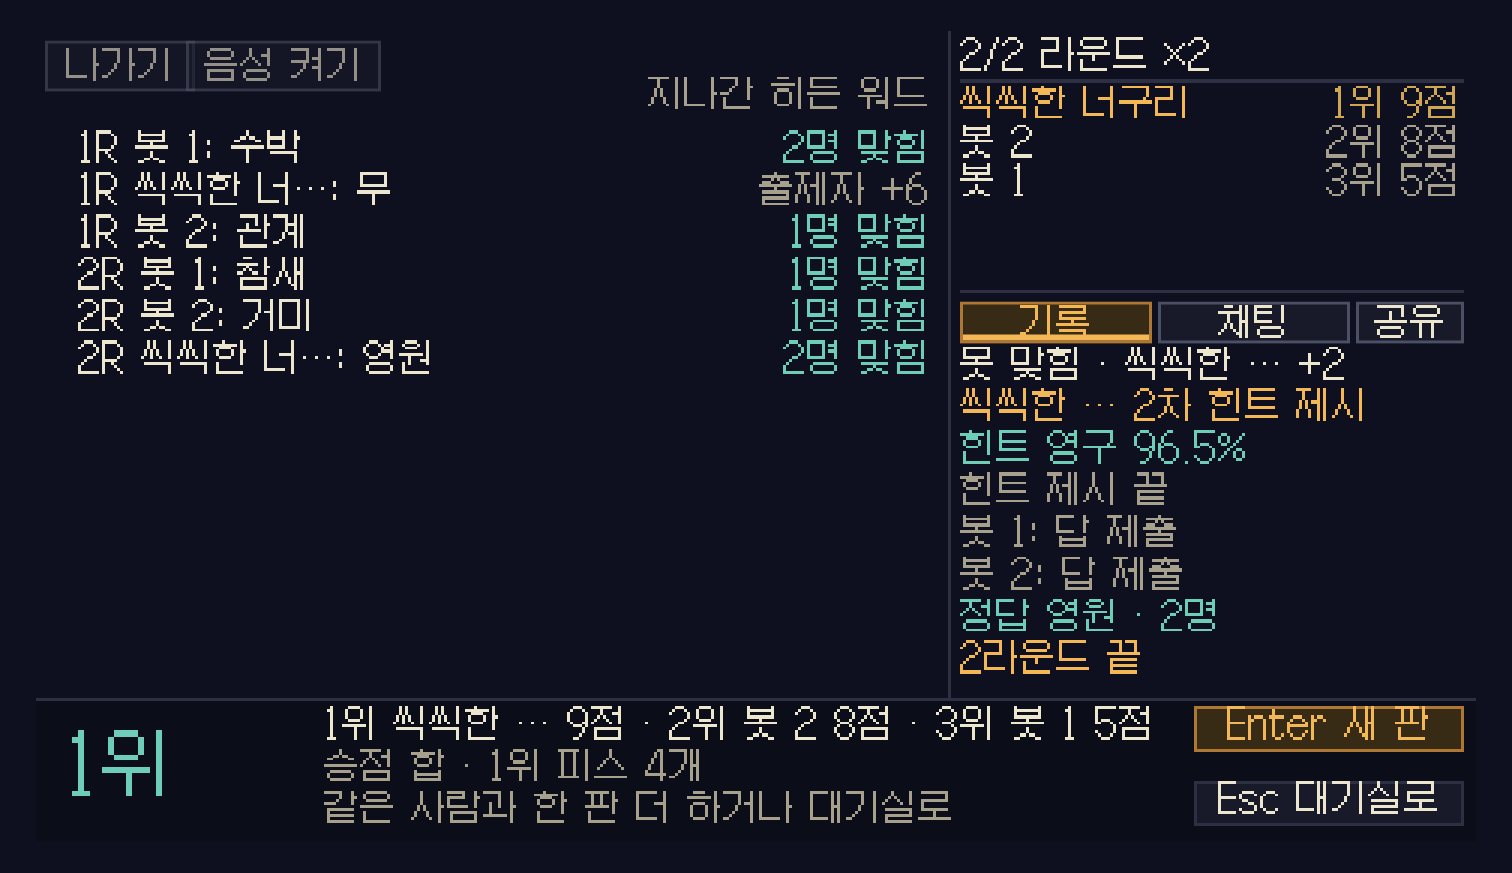 나가기 음성 켜기
지나간 히든 워드
1R 봇 1: 수박 2명 맞힘
1R 씩씩한 너…: 무 출제자 +6
1R 봇 2: 관계 1명 맞힘
2R 봇 1: 참새 1명 맞힘
2R 봇 2: 거미 1명 맞힘
2R 씩씩한 너…: 영원 2명 맞힘
2/2 라운드 ×2
씩씩한 너구리 1위 9점
봇 2 2위 8점
봇 1 3위 5점
기록 채팅 공유
못 맞힘 · 씩씩한 … +2
씩씩한 … 2차 힌트 제시
힌트 영구 96.5%
힌트 제시 끝
봇 1: 답 제출
봇 2: 답 제출
정답 영원 · 2명
2라운드 끝
1위
1위 씩씩한 … 9점 · 2위 봇 2 8점 · 3위 봇 1 5점
승점 합 · 1위 피스 4개
같은 사람과 한 판 더 하거나 대기실로
Enter 새 판
Esc 대기실로